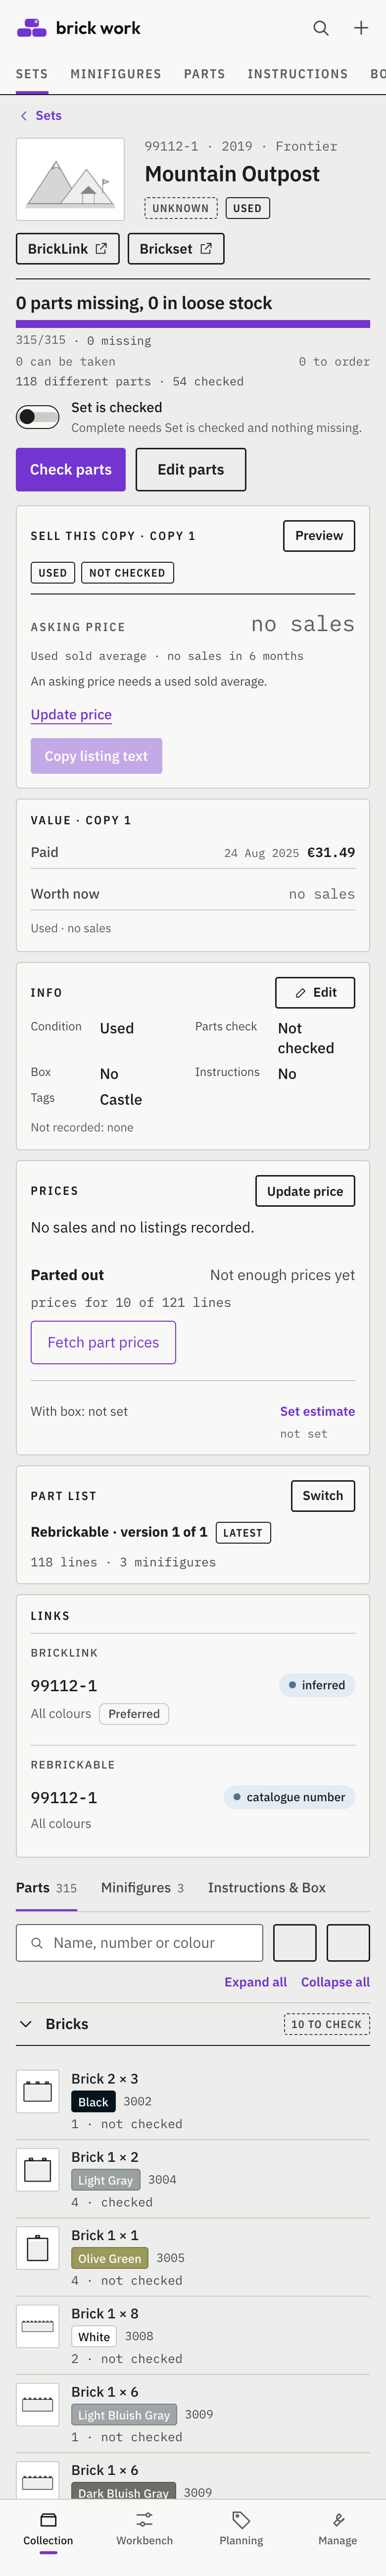 brick work
SETS MINIFIGURES PARTS INSTRUCTIONS BO
Sets
99112-1 · 2019 · Frontier
Mountain Outpost
UNKNOWN USED
BrickLink Brickset
0 parts missing, 0 in loose stock
315/315 · 0 missing
0 can be taken 0 to order
118 different parts · 54 checked
Set is checked
Complete needs Set is checked and nothing missing.
Check parts Edit parts
SELL THIS COPY · COPY 1 Preview
USED NOT CHECKED
ASKING PRICE no sales
Used sold average · no sales in 6 months
An asking price needs a used sold average.
Update price
Copy listing text
VALUE · COPY 1
Paid 24 Aug 2025 €31.49
Worth now no sales
Used · no sales
INFO Edit
Condition Used Parts check Not
checked
Box No Instructions No
Tags Castle
Not recorded: none
PRICES Update price
No sales and no listings recorded.
Parted out Not enough prices yet
prices for 10 of 121 lines
Fetch part prices
With box: not set Set estimate
not set
PART LIST Switch
Rebrickable · version 1 of 1 LATEST
118 lines · 3 minifigures
LINKS
BRICKLINK
99112-1 inferred
All colours Preferred
REBRICKABLE
99112-1 catalogue number
All colours
Parts 315 Minifigures 3 Instructions & Box
Name, number or colour
Expand all Collapse all
Bricks 10 TO CHECK
Brick 2 × 3
Black 3002
1 · not checked
Brick 1 × 2
Light Gray 3004
4 · checked
Brick 1 × 1
Olive Green 3005
4 · not checked
Brick 1 × 8
White 3008
2 · not checked
Brick 1 × 6
Light Bluish Gray 3009
1 · not checked
Brick 1 × 6
Dark Bluish Gray 3009
Collection Workbench Planning Manage